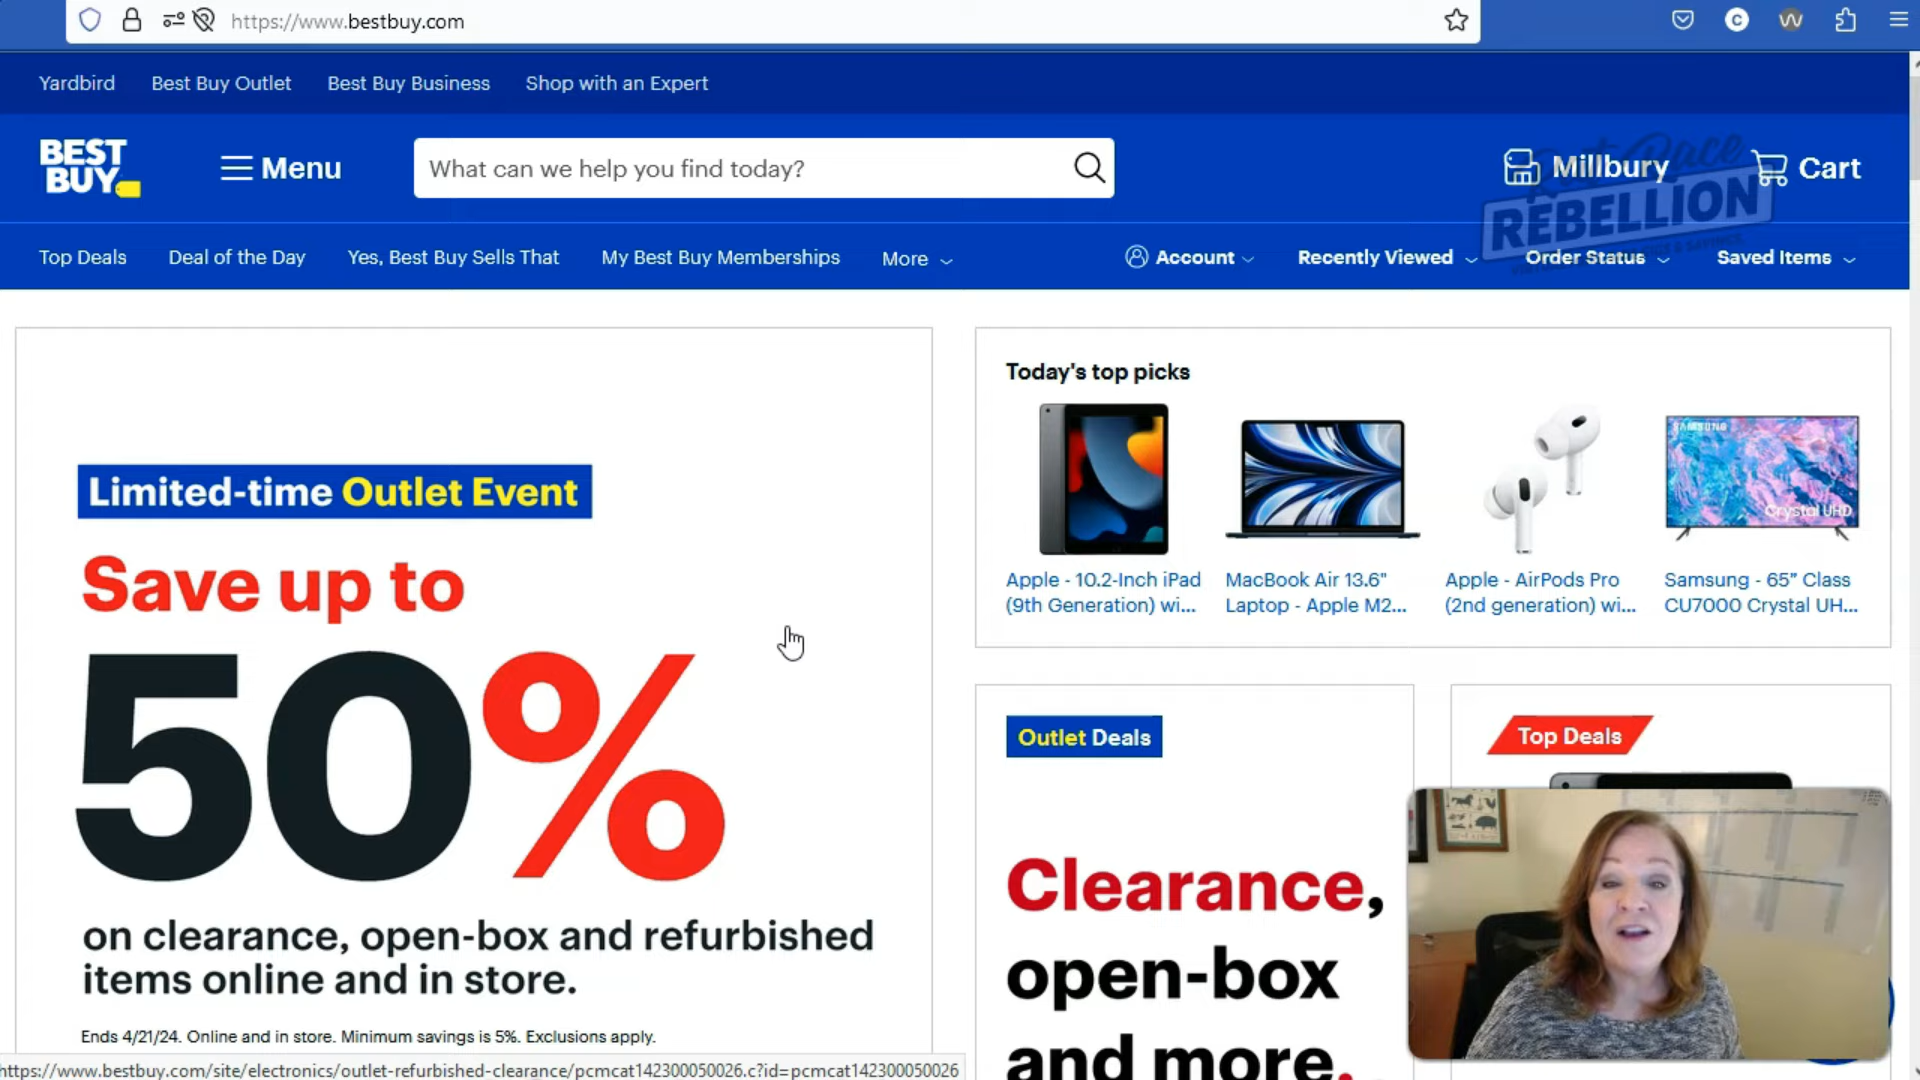 https://www.bestbuy.com
Yardbird Best Buy Outlet Best Buy Business Shop with an Expert
BEST
BUY
Menu
What can we help you find today?
Millbury
Cart
Rat Race
REBELLION
Top Deals Deal of the Day Yes, Best Buy Sells That My Best Buy Memberships More Account Recently Viewed Order Status Saved Items
Limited-time Outlet Event
Save up to
50%
on clearance, open-box and refurbished
items online and in store.
Ends 4/21/24. Online and in store. Minimum savings is 5%. Exclusions apply.
Today's top picks
SAMSUNG
Crystal UHD
Apple - 10.2-Inch iPad
(9th Generation) wi...
MacBook Air 13.6"
Laptop - Apple M2...
Apple - AirPods Pro
(2nd generation) wi...
Samsung - 65” Class
CU7000 Crystal UH...
Outlet Deals
Clearance,
open-box
and more.
Top Deals
https://www.bestbuy.com/site/electronics/outlet-refurbished-clearance/pcmcat142300050026.c?id=pcmcat142300050026